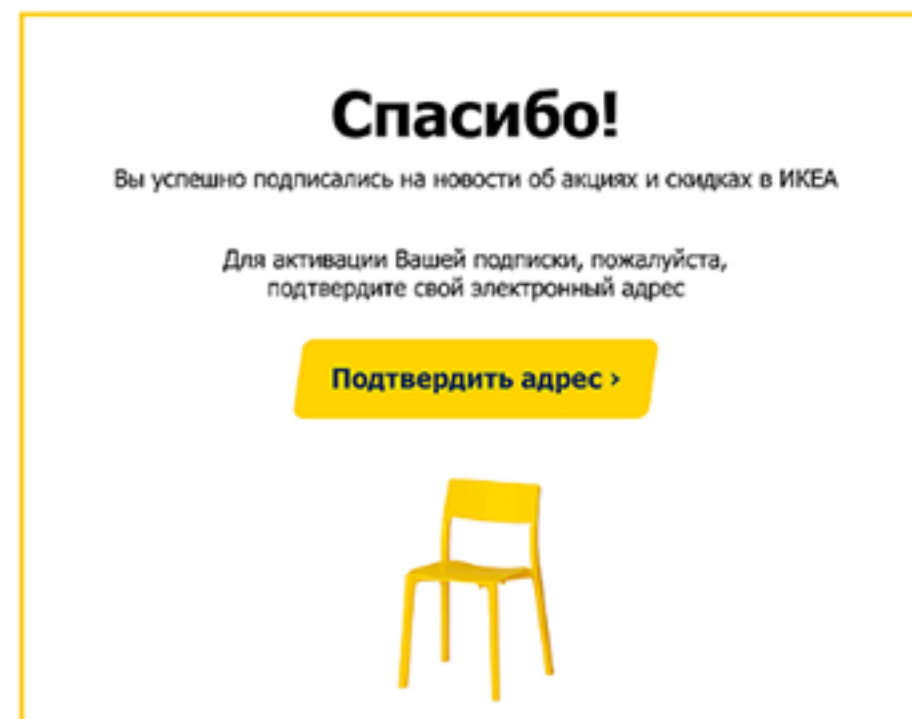 Спасибо!
Вы успешно подписались на новости об акциях и скидках в ИКЕА
Для активации Вашей подписки, пожалуйста,
подтвердите свой электронный адрес
Подтвердить адрес ›